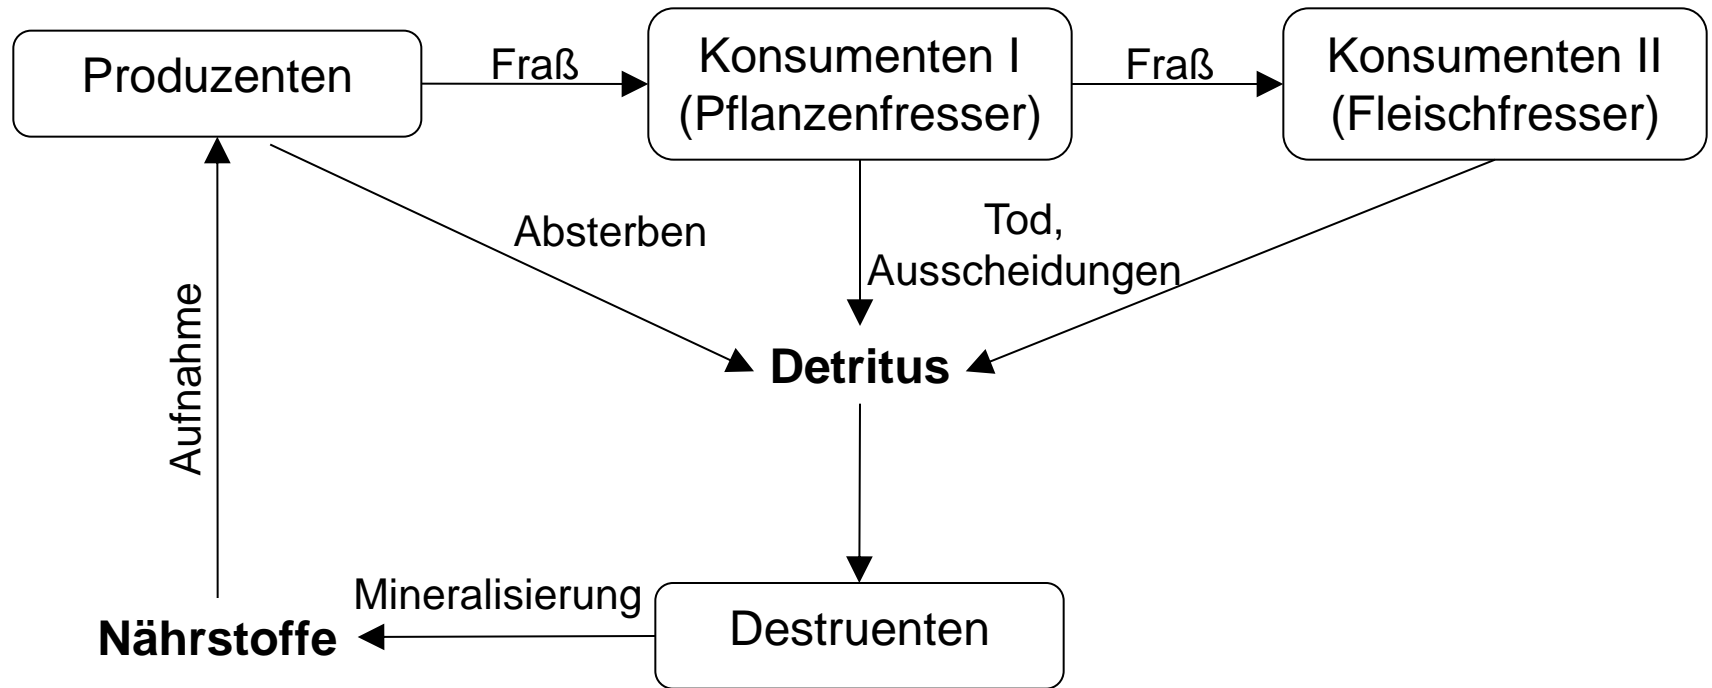 Produzenten
Fraß
Konsumenten I
(Pflanzenfresser)
Fraß
Konsumenten II
(Fleischfresser)
Absterben
Tod,
Ausscheidungen
Aufnahme
Detritus
Mineralisierung
Nährstoffe
Destruenten